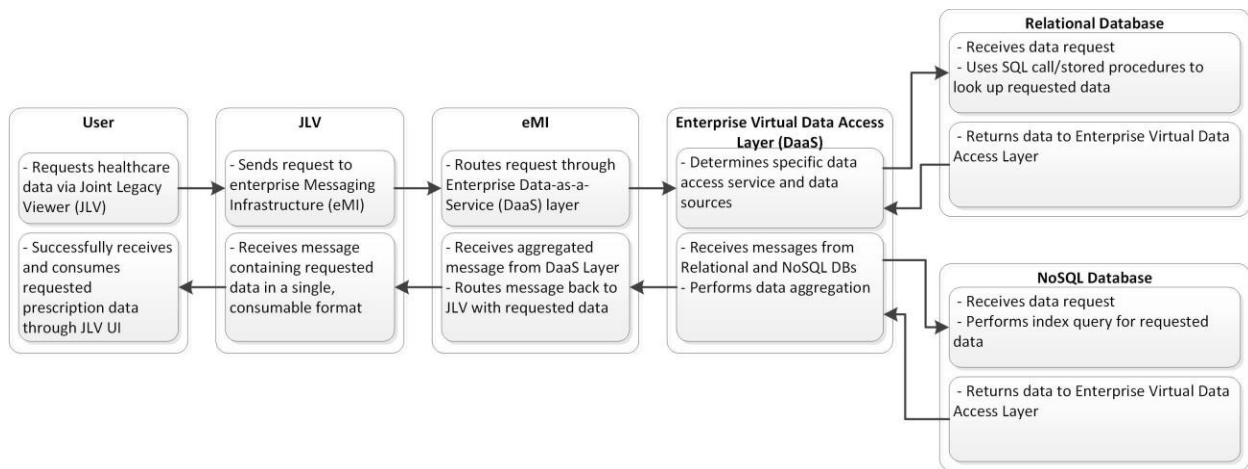 User
- Requests healthcare
data via Joint Legacy
Viewer (JLV)
- Successfully receives
and consumes
requested
prescription data
through JLV UI
JLV
- Sends request to
enterprise Messaging
Infrastructure (eMI)
- Receives message
containing requested
data in a single,
consumable format
eMI
- Routes request through
Enterprise Data-as-a-
Service (DaaS) layer
- Receives aggregated
message from DaaS Layer
- Routes message back to
JLV with requested data
Enterprise Virtual Data Access
Layer (DaaS)
- Determines specific data
access service and data
sources
- Receives messages from
Relational and NoSQL DBs
- Performs data aggregation
Relational Database
- Receives data request
- Uses SQL call/stored procedures to
look up requested data
- Returns data to Enterprise Virtual Data
Access Layer
NoSQL Database
- Receives data request
- Performs index query for requested
data
- Returns data to Enterprise Virtual Data
Access Layer